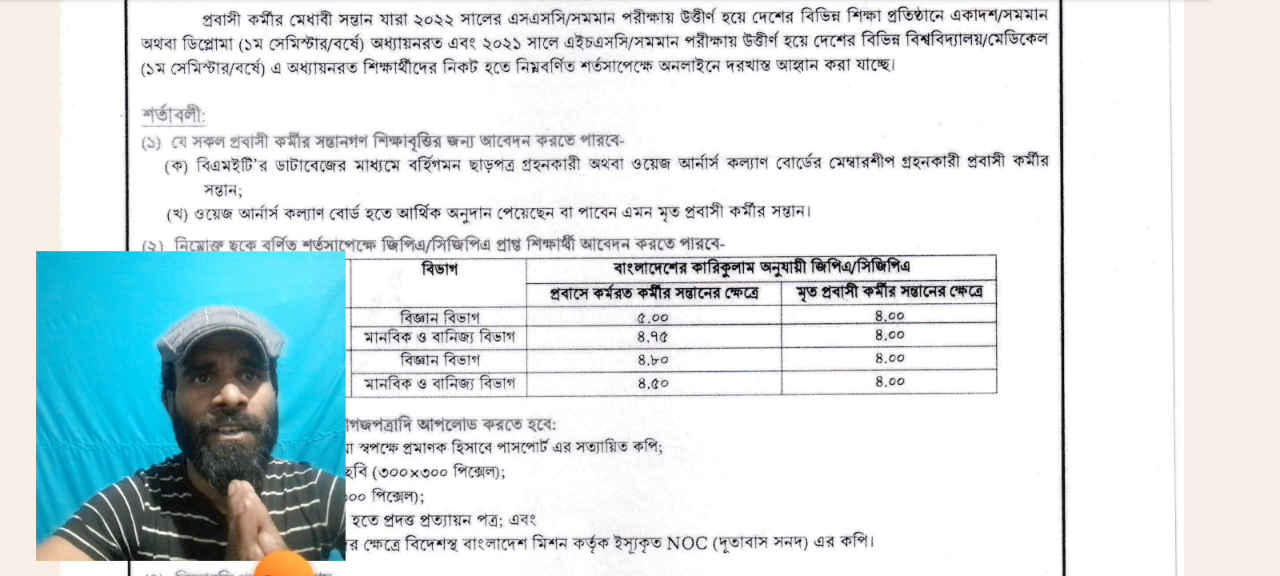 প্রবাসী কর্মীর মেধাবী সন্তান যারা ২০২২ সালের এসএসসি/সমমান পরীক্ষায় উত্তীর্ণ হয়ে দেশের বিভিন্ন শিক্ষা প্রতিষ্ঠানে একাদশ/সমমান
অথবা ডিপ্লোমা (১ম সেমিস্টার/বর্ষে) অধ্যায়নরত এবং ২০২১ সালে এইচএসসি/সমমান পরীক্ষায় উত্তীর্ণ হয়ে দেশের বিভিন্ন বিশ্ববিদ্যালয়/মেডিকেল
(১ম সেমিস্টার/বর্ষে) এ অধ্যায়নরত শিক্ষার্থীদের নিকট হতে নিম্নবর্ণিত শর্তসাপেক্ষে অনলাইনে দরখাস্ত আহ্বান করা যাচ্ছে।
শর্তাবলী:
(১) যে সকল প্রবাসী কর্মীর সন্তানগণ শিক্ষাবৃত্তির জন্য আবেদন করতে পারবে-
(ক) বিএমইটি'র ডাটাবেজের মাধ্যমে বর্হিগমন ছাড়পত্র গ্রহনকারী অথবা ওয়েজ আর্নার্স কল্যাণ বোর্ডের মেম্বারশীপ গ্রহনকারী প্রবাসী কর্মীর
সন্তান;
(খ) ওয়েজ আর্নার্স কল্যাণ বোর্ড হতে আর্থিক অনুদান পেয়েছেন বা পাবেন এমন মৃত প্রবাসী কর্মীর সন্তান।
(২) নিম্নোক্ত ছকে বর্ণিত শর্তসাপেক্ষে জিপিএ/সিজিপিএ প্রাপ্ত শিক্ষার্থী আবেদন করতে পারবে-
বিভাগ বাংলাদেশের কারিকুলাম অনুযায়ী জিপিএ/সিজিপিএ
প্রবাসে কর্মরত কর্মীর সন্তানের ক্ষেত্রে মৃত প্রবাসী কর্মীর সন্তানের ক্ষেত্রে
বিজ্ঞান বিভাগ ৫.০০ ৪.০০
মানবিক ও বানিজ্য বিভাগ ৪.৭৫ ৪.০০
বিজ্ঞান বিভাগ ৪.৮০ ৪.০০
মানবিক ও বানিজ্য বিভাগ ৪.৫০ ৪.০০
আপলোড করতে হবে:
স্বপক্ষে প্রমাণক হিসাবে পাসপোর্ট এর সত্যায়িত কপি;
(৩০০×৩০০ পিক্সেল);
পিক্সেল);
হতে প্রদত্ত প্রত্যায়ন পত্র; এবং
ক্ষেত্রে বিদেশস্থ বাংলাদেশ মিশন কর্তৃক ইস্যুকৃত NOC (দূতাবাস সনদ) এর কপি।